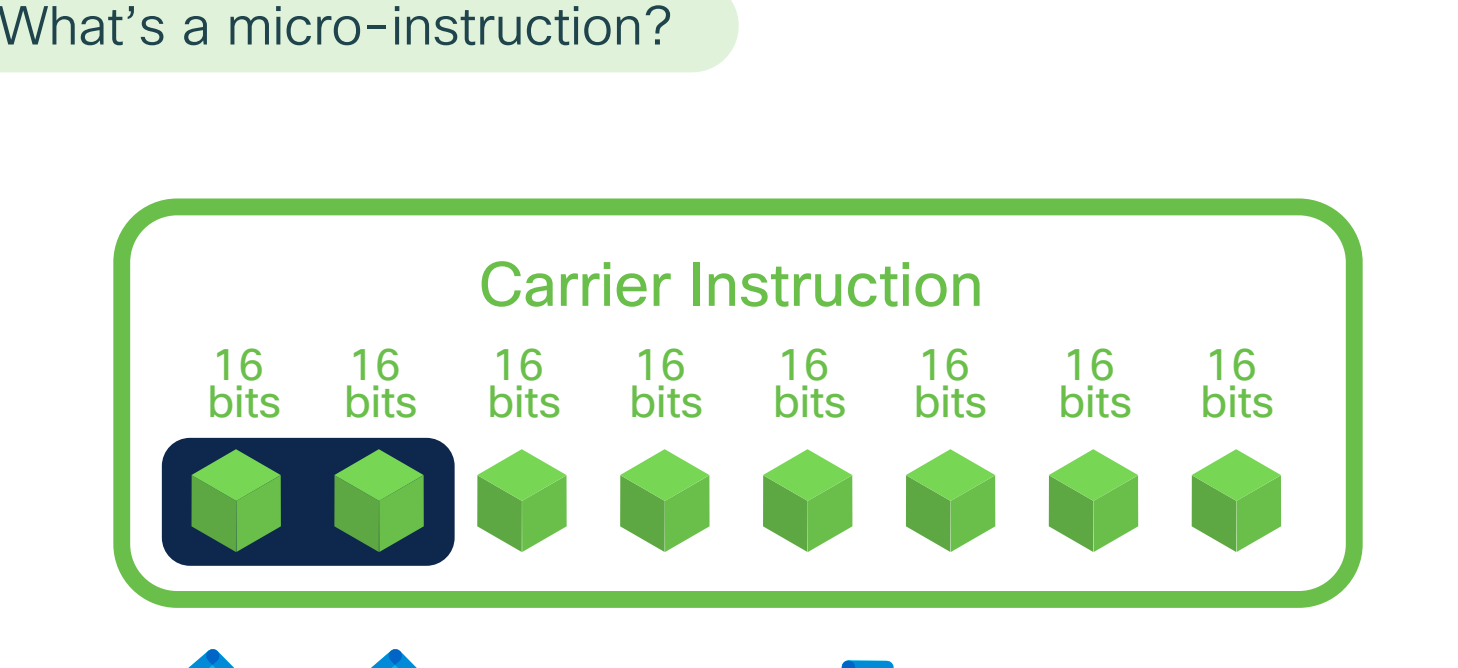 What’s a micro-instruction?
Carrier Instruction
16 16 16 16 16 16 16 16
bits bits bits bits bits bits bits bits